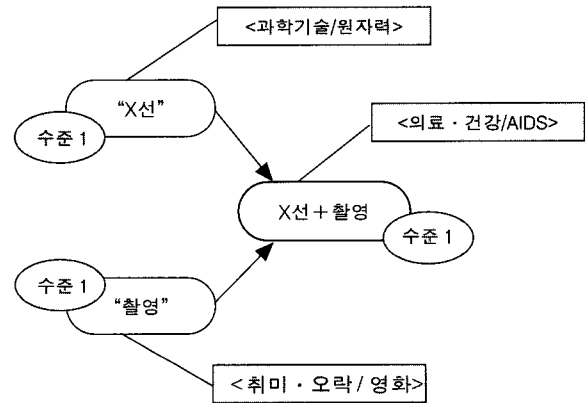 <과학기술/원자력>
“X선”
수준 1
<의료·건강/AIDS>
X선+촬영
수준 1
수준 1
“촬영”
<취미·오락/영화>